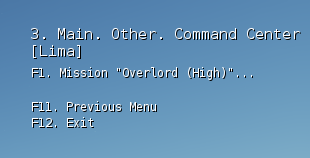 3. Main. Other. Command Center
[Lima]
F1. Mission "Overlord (High)"...
F11. Previous Menu
F12. Exit